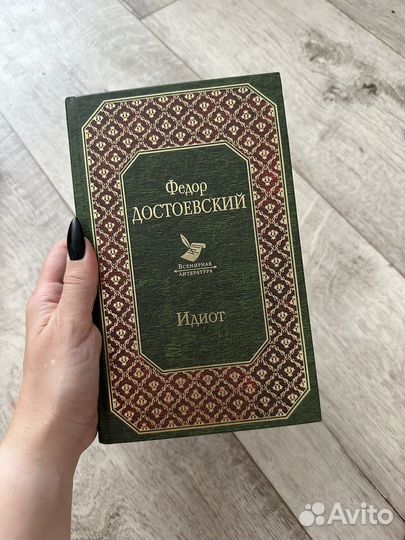 Федор
ДОСТОЕВСКИЙ
Всемирная
литература
Идиот
Avito